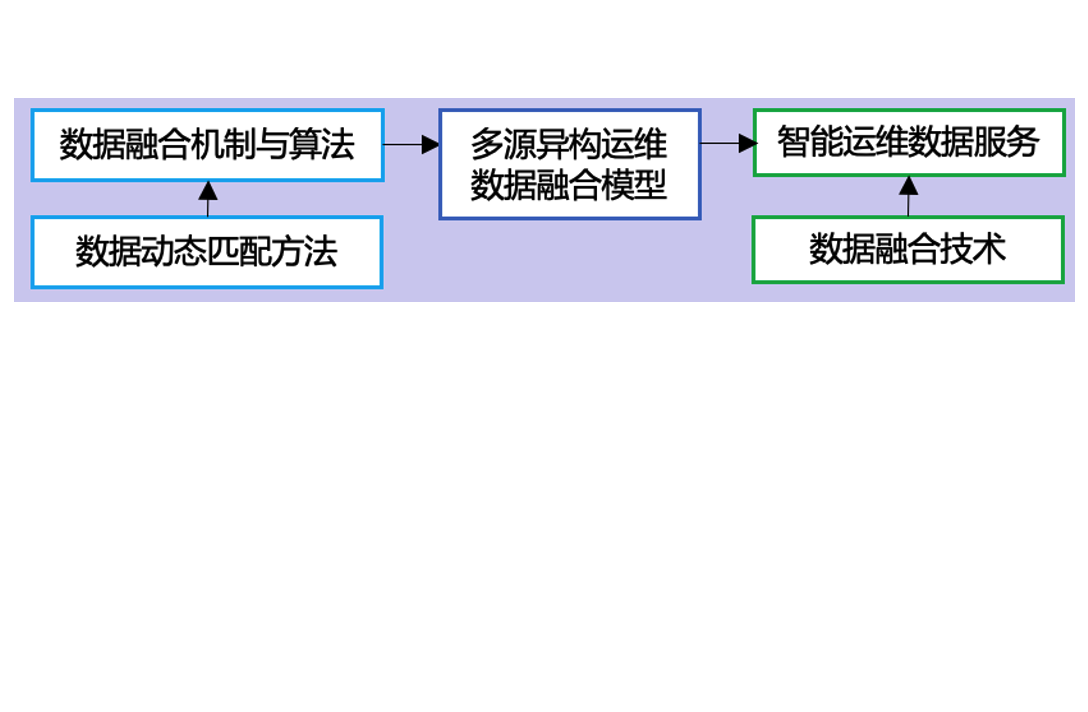 数据融合机制与算法
多源异构运维
数据融合模型
智能运维数据服务
数据动态匹配方法
数据融合技术